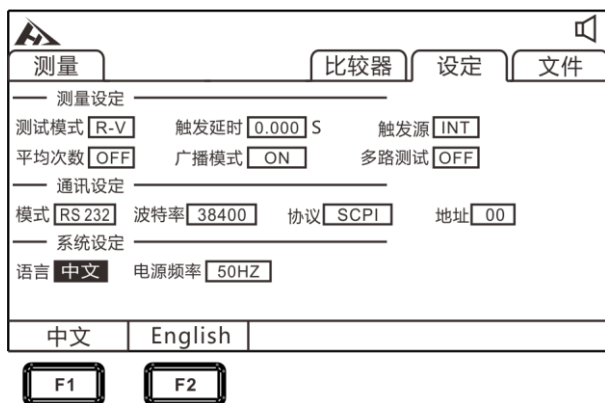 测量 比较器 设定 文件
测量设定
测试模式 R-V 触发延时 0.000 S 触发源 INT
平均次数 OFF 广播模式 ON 多路测试 OFF
通讯设定
模式 RS 232 波特率 38400 协议 SCPI 地址 00
系统设定
语言 中文 电源频率 50HZ
中文 English
F1 F2